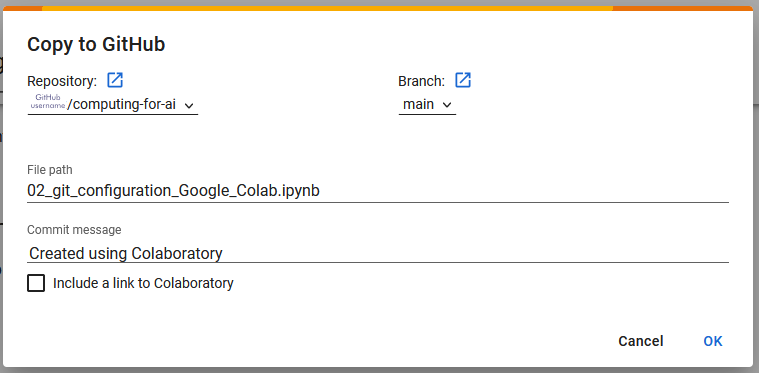 Copy to GitHub
Repository:
Branch:
GitHub
username/computing-for-ai
main
File path
02_git_configuration_Google_Colab.ipynb
Commit message
Created using Colaboratory
Include a link to Colaboratory
Cancel
OK